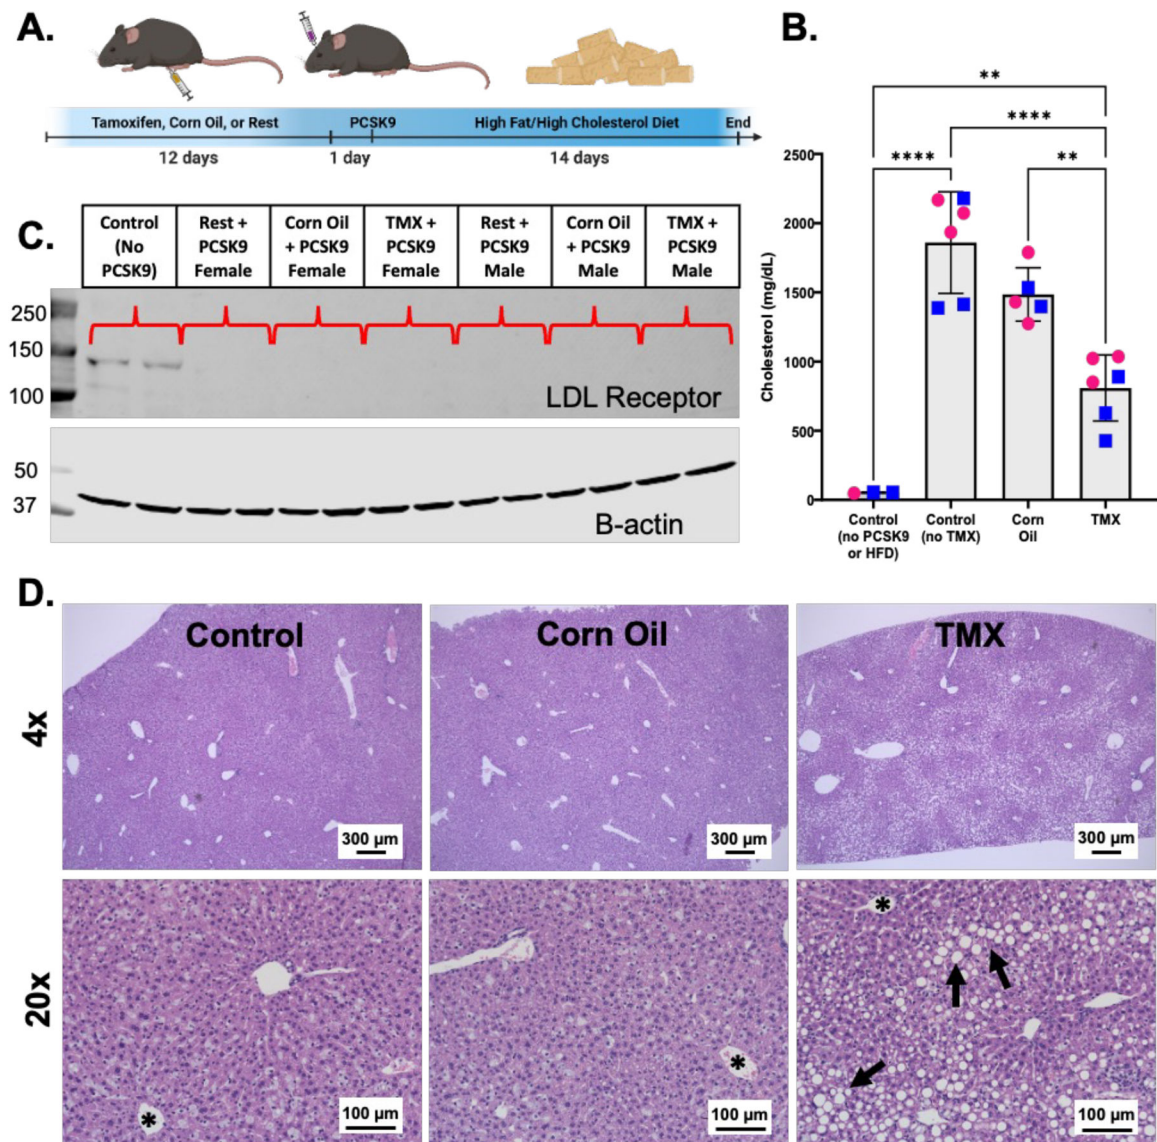 A.
Tamoxifen, Corn Oil, or Rest
PCSK9
High Fat/High Cholesterol Diet
End
12 days
1 day
14 days
B.
**
****
****
**
Cholesterol (mg/dL)
2500
2000
1500
1000
500
0
Control
(no PCSK9
or HFD)
Control
(no TMX)
Corn
Oil
TMX
C.
Control
(No
PCSK9)
Rest +
PCSK9
Female
Corn Oil
+ PCSK9
Female
TMX +
PCSK9
Female
Rest +
PCSK9
Male
Corn Oil
+ PCSK9
Male
TMX +
PCSK9
Male
250
150
100
LDL Receptor
50
37
B-actin
D.
Control
Corn Oil
TMX
4x
300 µm
300 µm
300 µm
20x
*
*
*
100 µm
100 µm
100 µm